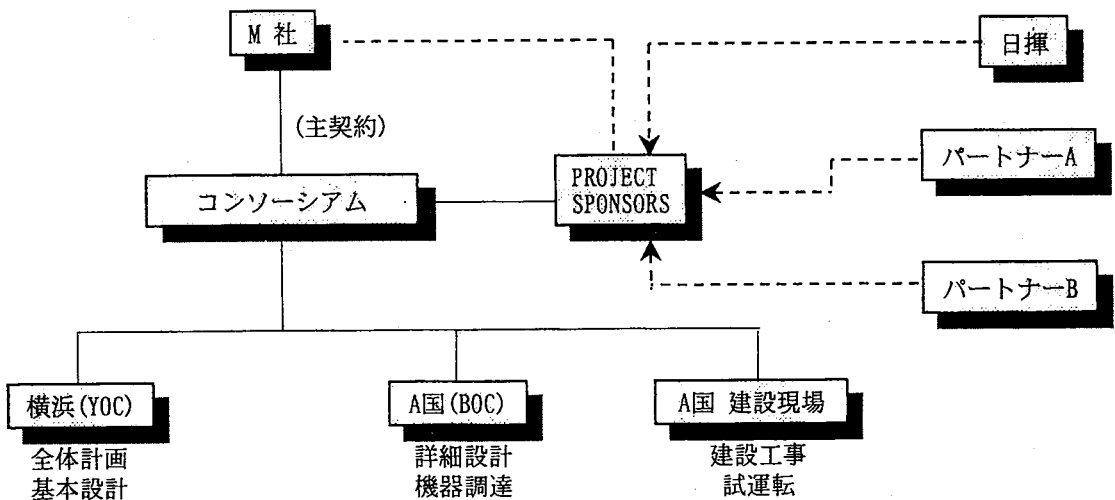 M 社
日揮
(主契約)
パートナーA
コンソーシアム
PROJECT
SPONSORS
パートナーB
横浜(YOC)
全体計画
基本設計
A国(BOC)
詳細設計
機器調達
A国 建設現場
建設工事
試運転